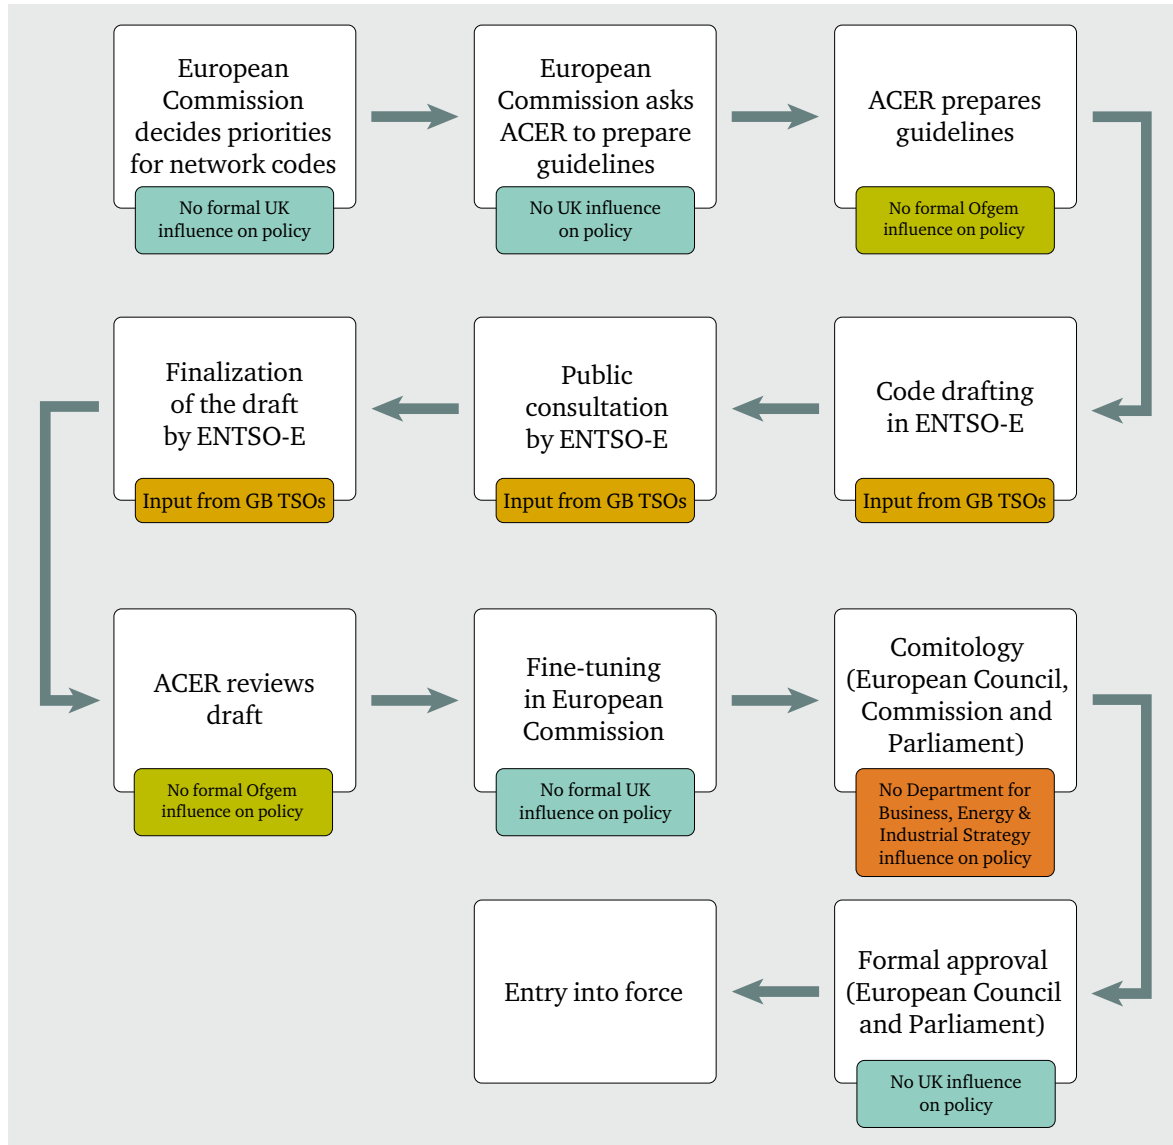 European
Commission
decides priorities
for network codes
No formal UK
influence on policy
European
Commission asks
ACER to prepare
guidelines
No UK influence
on policy
ACER prepares
guidelines
No formal Ofgem
influence on policy
Code drafting
in ENTSO-E
Input from GB TSOs
Public
consultation
by ENTSO-E
Input from GB TSOs
Finalization
of the draft
by ENTSO-E
Input from GB TSOs
ACER reviews
draft
No formal Ofgem
influence on policy
Fine-tuning
in European
Commission
No formal UK
influence on policy
Comitology
(European Council,
Commission and
Parliament)
No Department for
Business, Energy &
Industrial Strategy
influence on policy
Formal approval
(European Council
and Parliament)
No UK influence
on policy
Entry into force